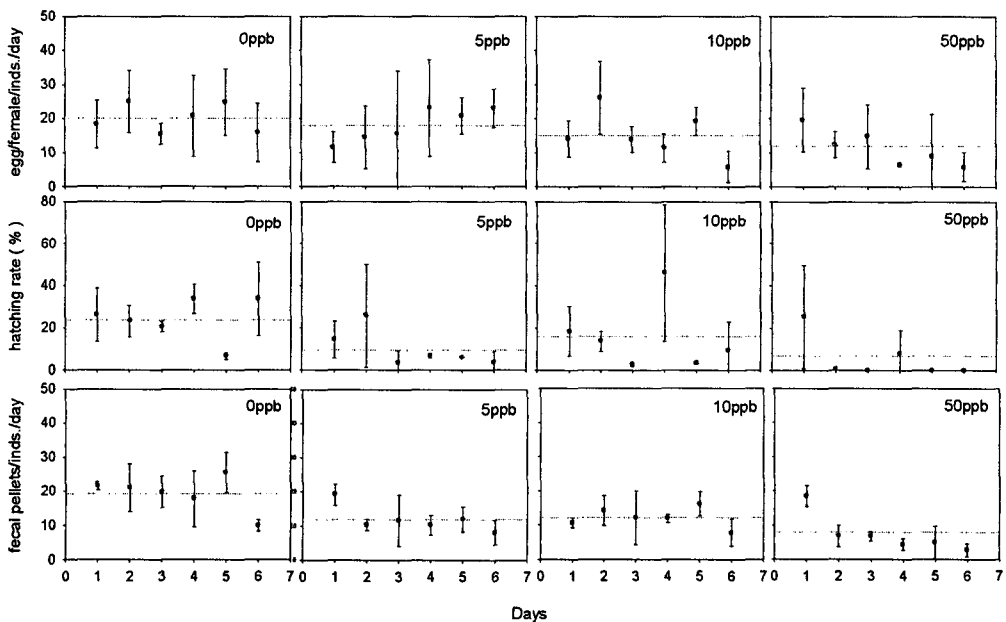 50
40
30
20
10
0
egg/female/inds./day
0ppb
5ppb
10ppb
50ppb
80
60
40
20
0
hatching rate ( % )
0ppb
5ppb
10ppb
50ppb
50
40
30
20
10
0
fecal pellets/inds./day
0ppb
5ppb
10ppb
50ppb
0 1 2 3 4 5 6 7 0 1 2 3 4 5 6 7 0 1 2 3 4 5 6 7 0 1 2 3 4 5 6 7
Days